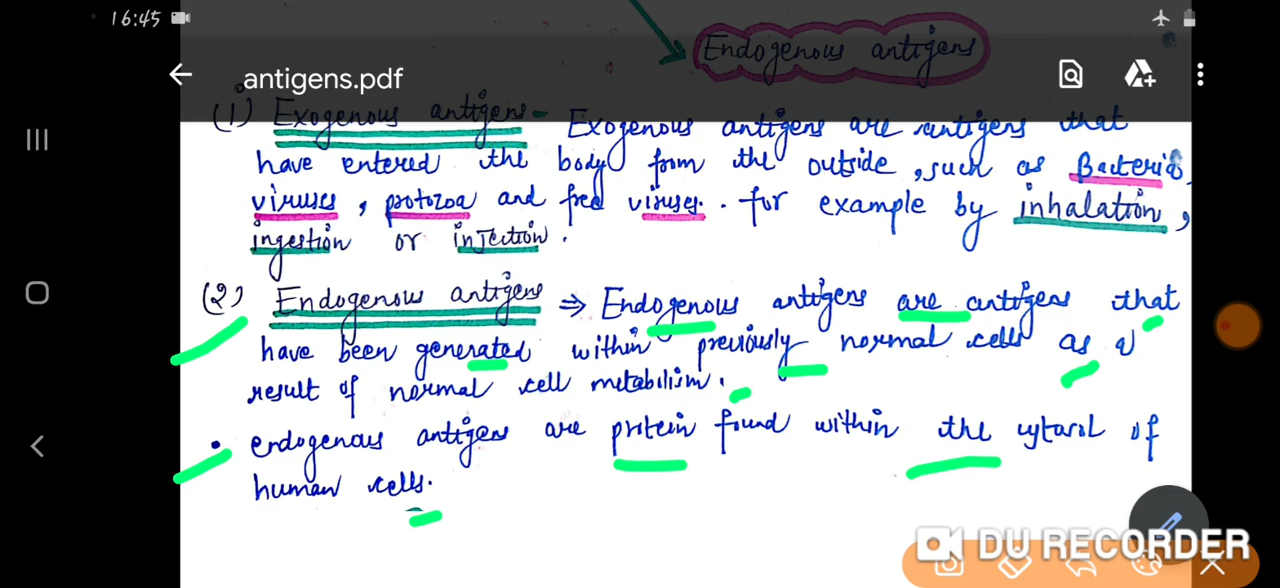 16:45
Endogenous antigens
antigens.pdf
(1) Exogenous antigens- Exogenous antigens are antigens that
have entered the body from the outside, such as Bacteria,
viruses, protozoa and free viruses. for example by inhalation,
ingestion or injection.
(2) Endogenous antigens ⇒ Endogenous antigens are antigens that
have been generated within previously normal cells as a
result of normal cell metabilism.
• endogenous antigens are protein found within the cytosol of
human cells.
DU RECORDER